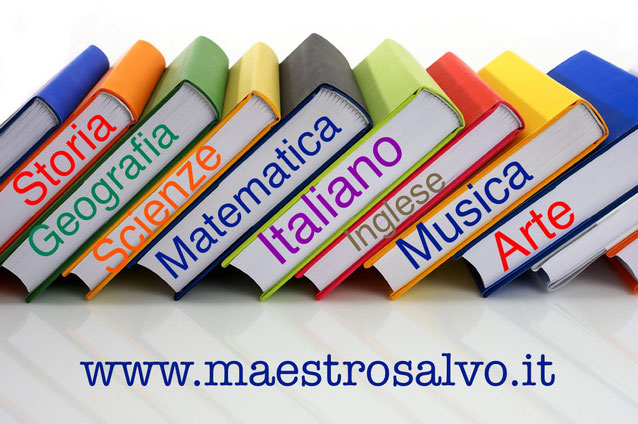 Storia
Geografia
Scienze
Matematica
Italiano
Inglese
Musica
Arte
www.maestrosalvo.it